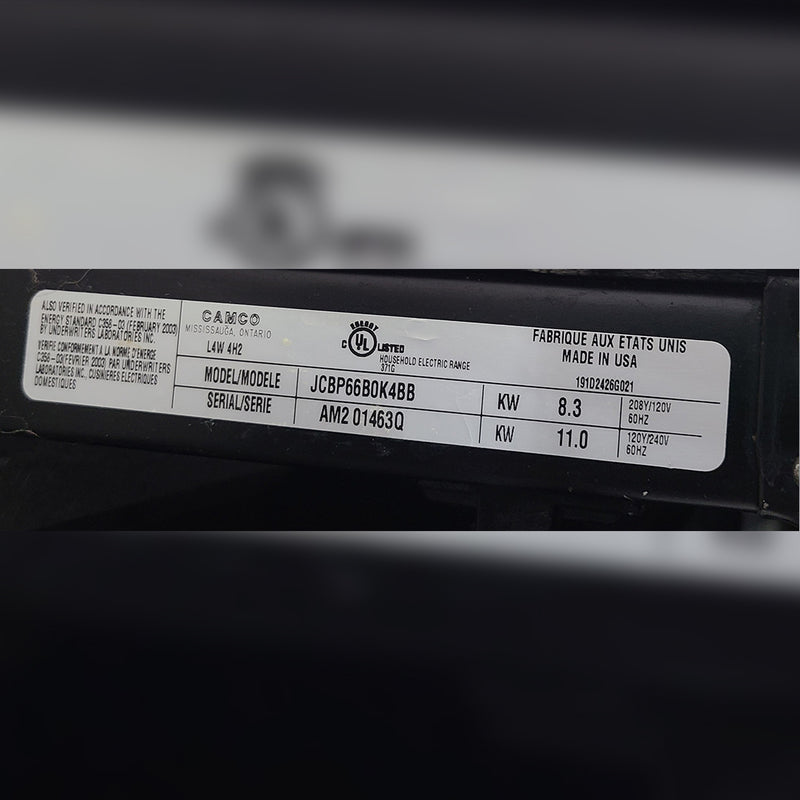 ALSO VERIFIED IN ACCORDANCE WITH THE
ENERGY STANDARD C358-03 (FEBRUARY 2003)
BY UNDERWRITERS LABORATORIES INC.
VERIFIE CONFORMEMENT A LA NORME D'ENERGIE
C358-03(FEVRIER 2003) PAR UNDERWRITERS
LABORATORIES INC. CUISINIERES ELECTRIQUES
DOMESTIQUES
CAMCO
MISSISSAUGA, ONTARIO
L4W 4H2
ENERGY
C UL LISTED
HOUSEHOLD ELECTRIC RANGE
371G
FABRIQUE AUX ETATS UNIS
MADE IN USA
191D2426G021
MODEL/MODELE JCBP66B0K4BB
SERIAL/SERIE AM2 01463Q
KW 8.3 208Y/120V
60HZ
KW 11.0 120Y/240V
60HZ